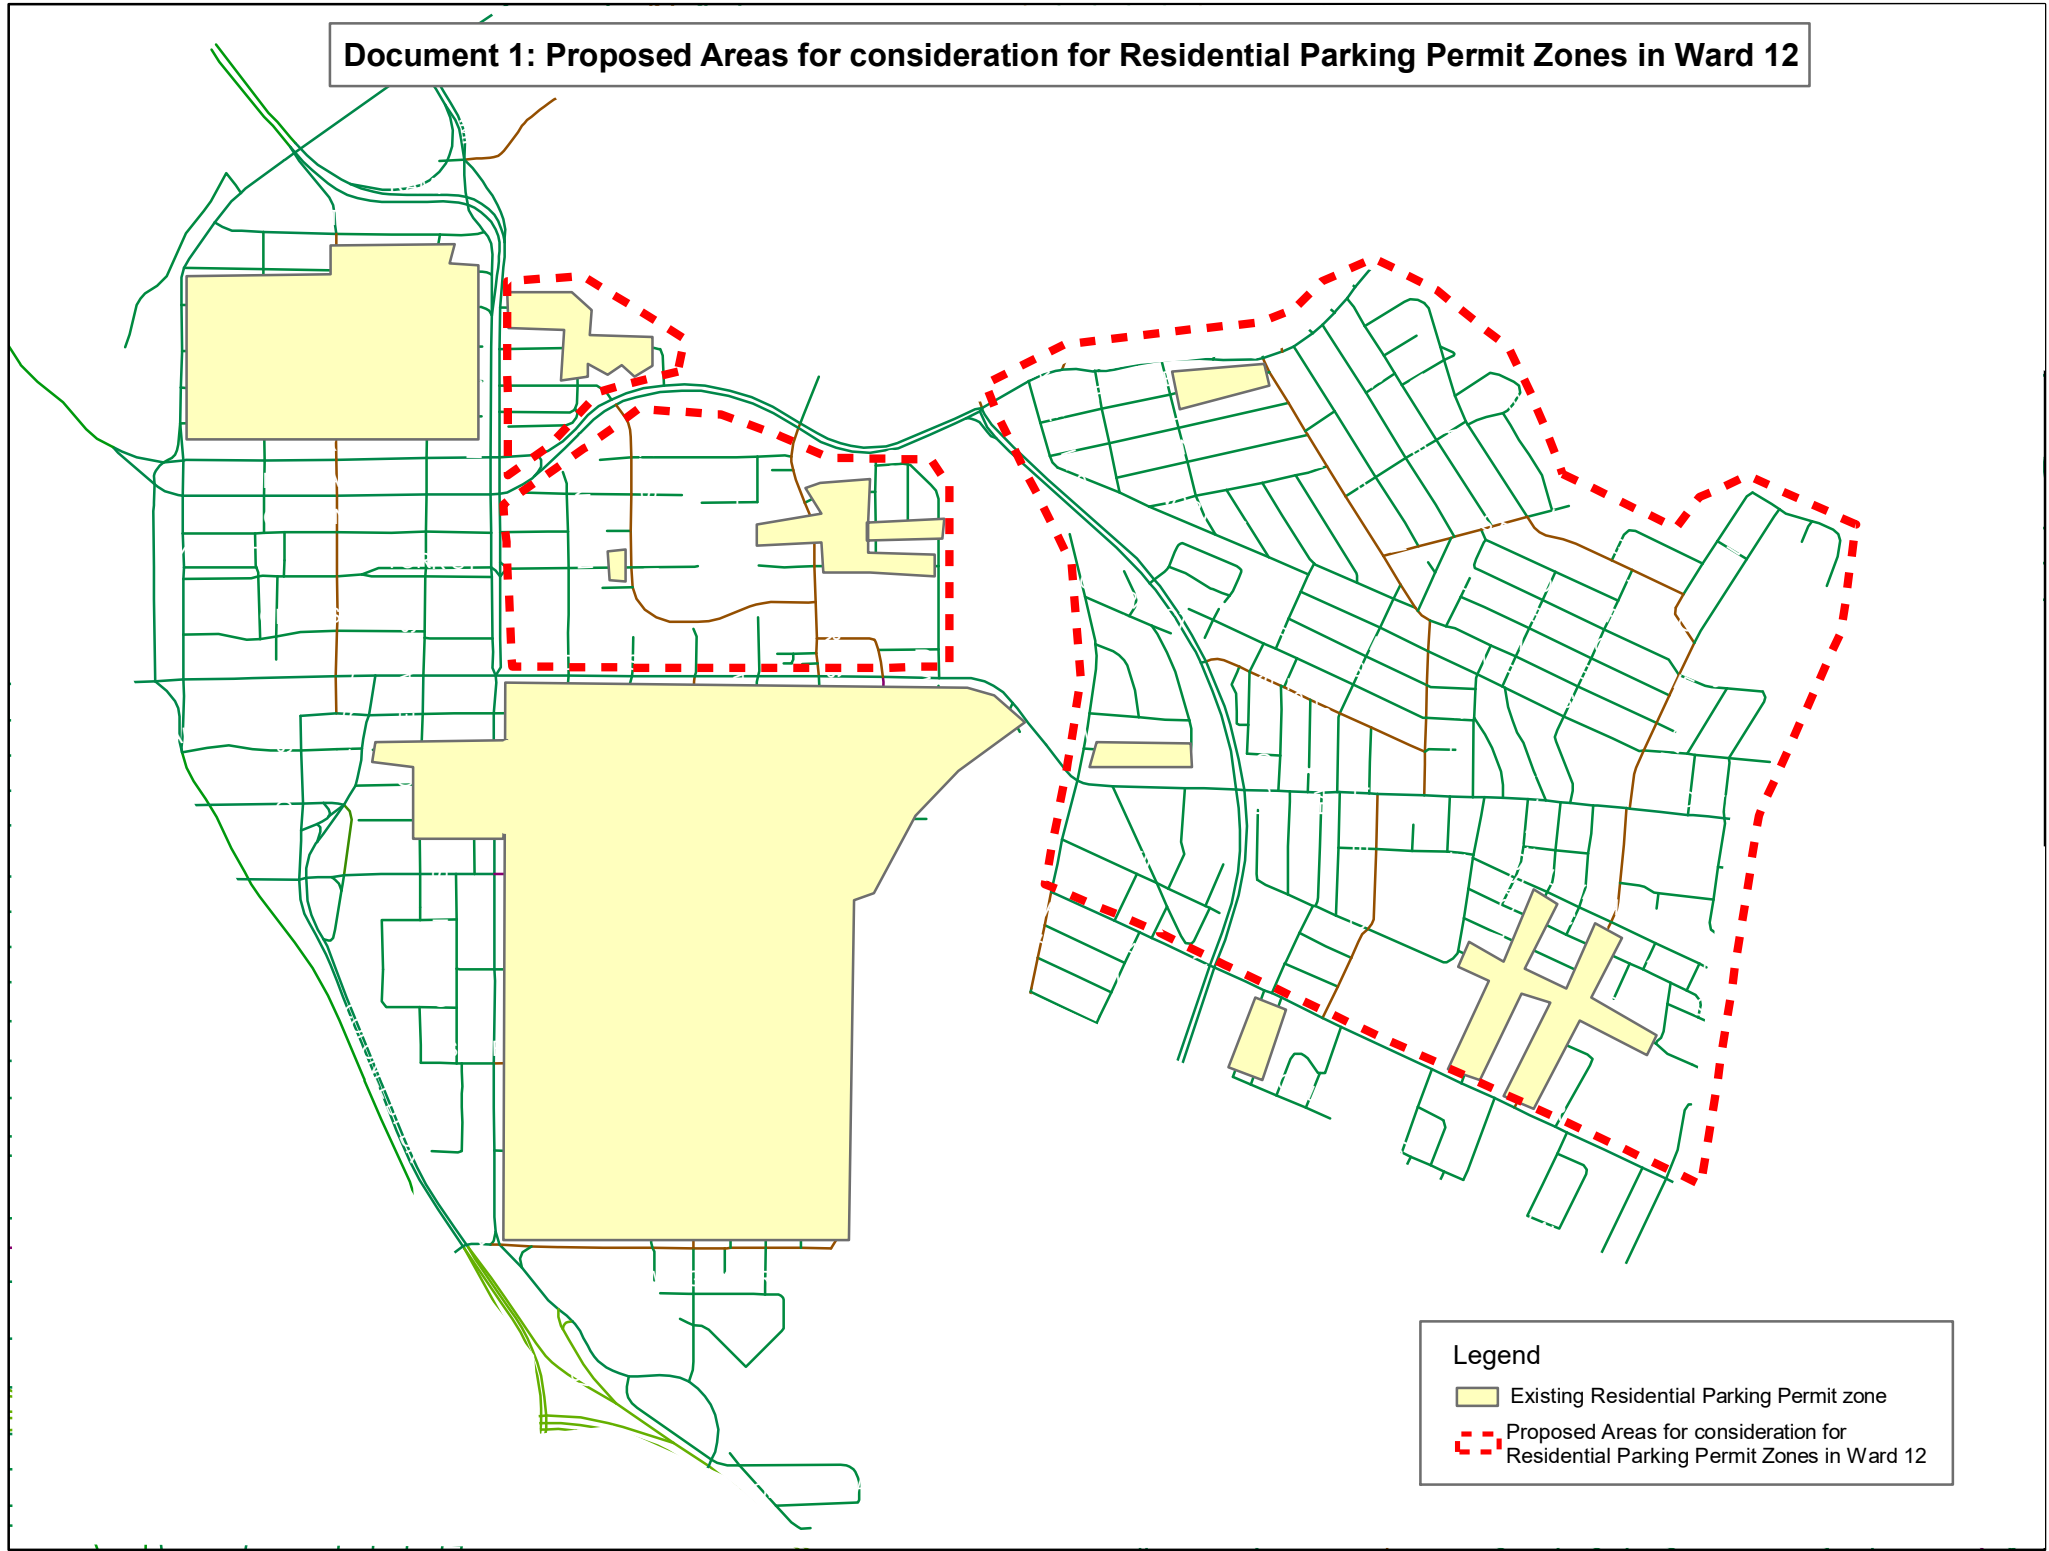 Document 1: Proposed Areas for consideration for Residential Parking Permit Zones in Ward 12
Legend
Existing Residential Parking Permit zone
Proposed Areas for consideration for
Residential Parking Permit Zones in Ward 12